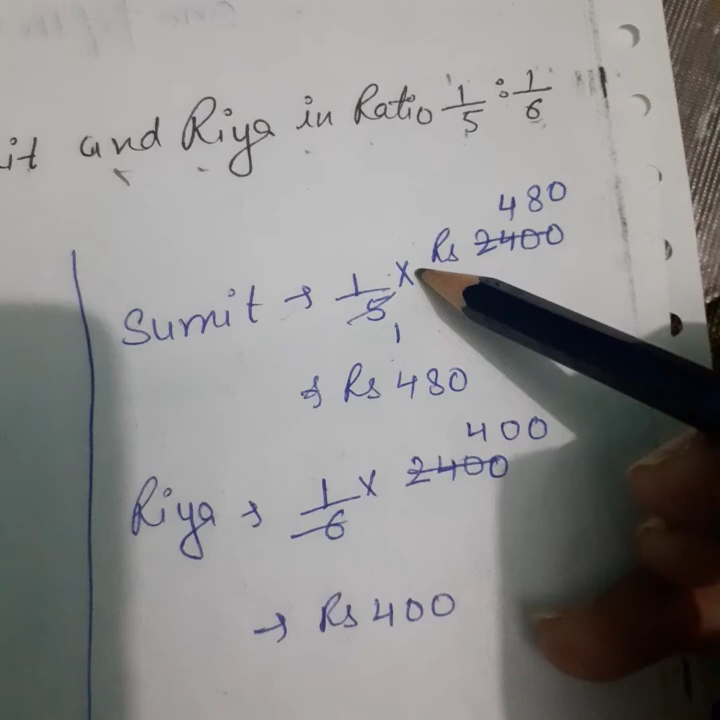 it and Riya in Ratio 1/5 : 1/6
480
Sumit → 1/5 × Rs 2400
1
→ Rs 480
400
Riya → 1/6 × 2400
→ Rs 400